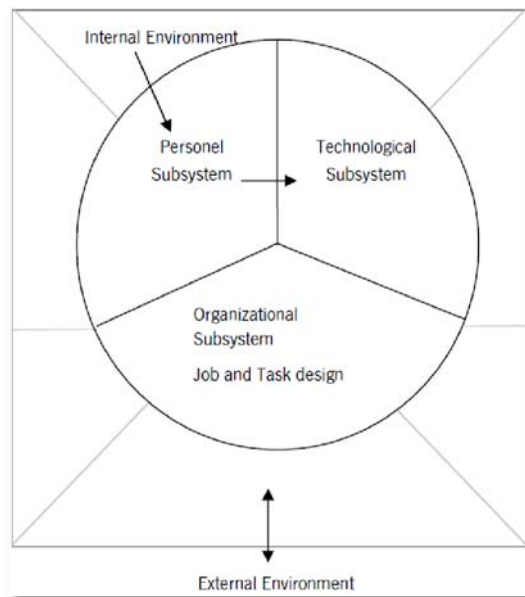 Internal Environment
Personel
Subsystem
Technological
Subsystem
Organizational
Subsystem
Job and Task design
External Environment